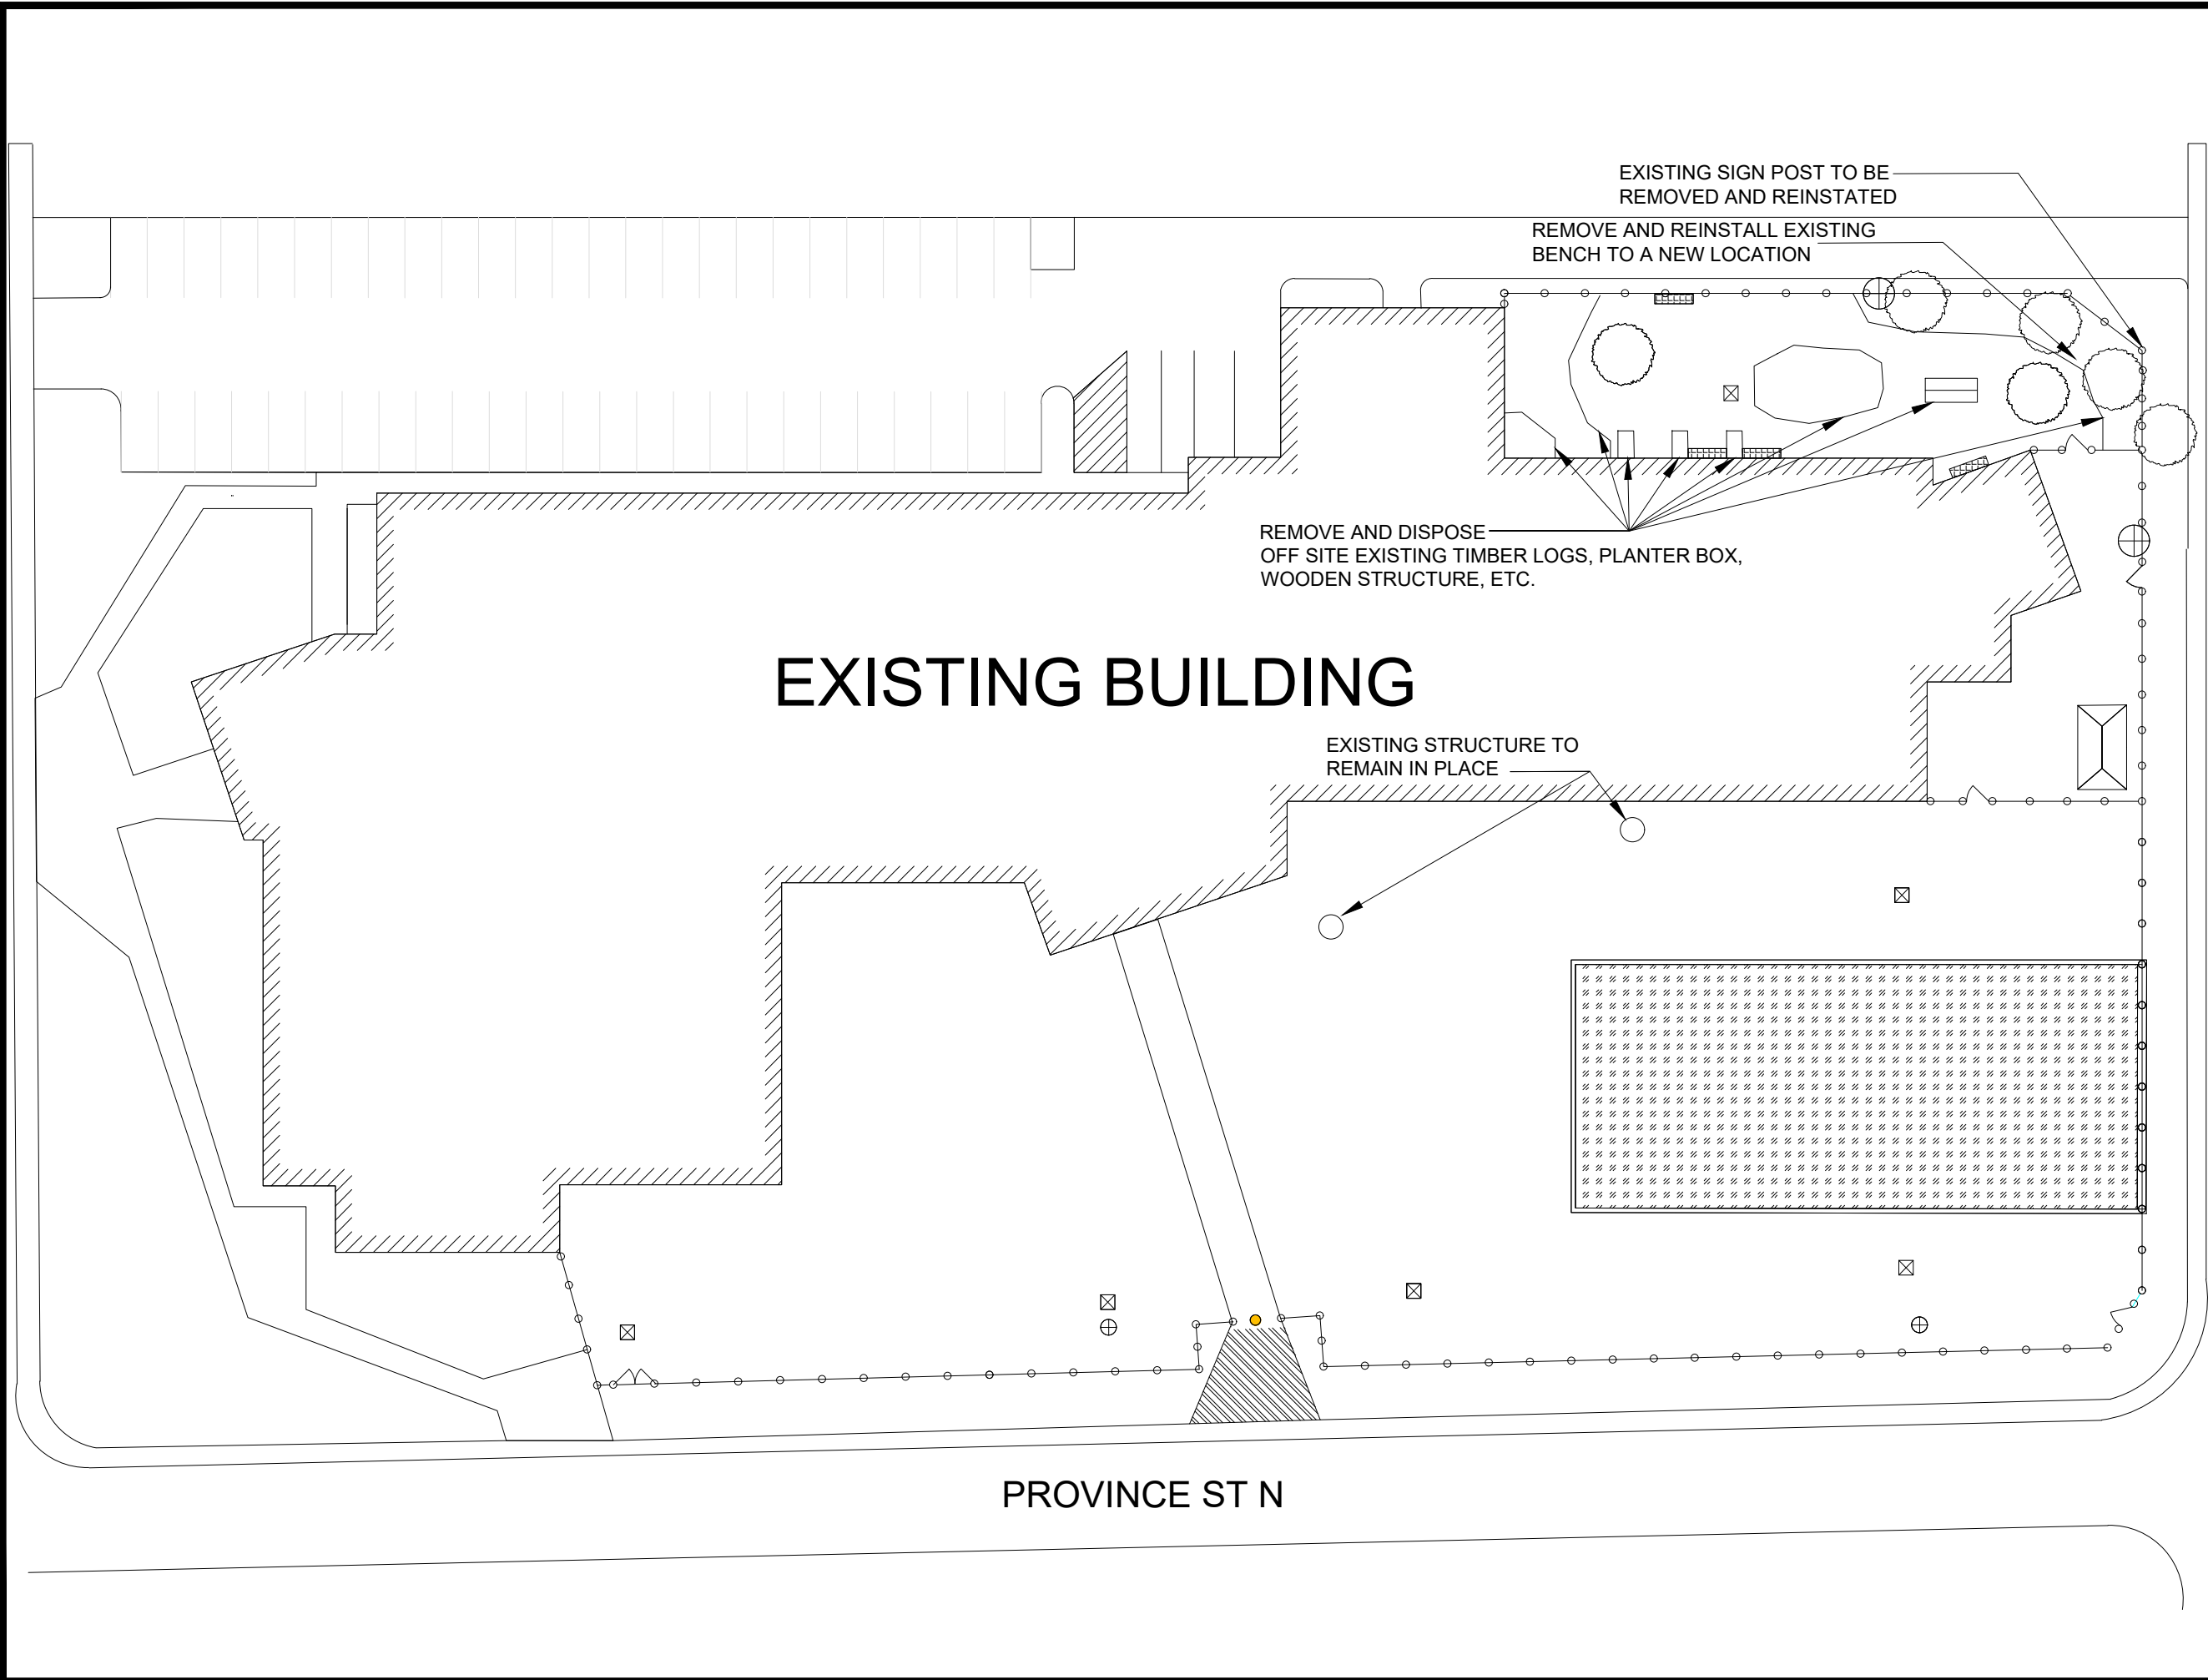 EXISTING SIGN POST TO BE
REMOVED AND REINSTATED
REMOVE AND REINSTALL EXISTING
BENCH TO A NEW LOCATION
REMOVE AND DISPOSE
OFF SITE EXISTING TIMBER LOGS, PLANTER BOX,
WOODEN STRUCTURE, ETC.
EXISTING BUILDING
EXISTING STRUCTURE TO
REMAIN IN PLACE
PROVINCE ST N